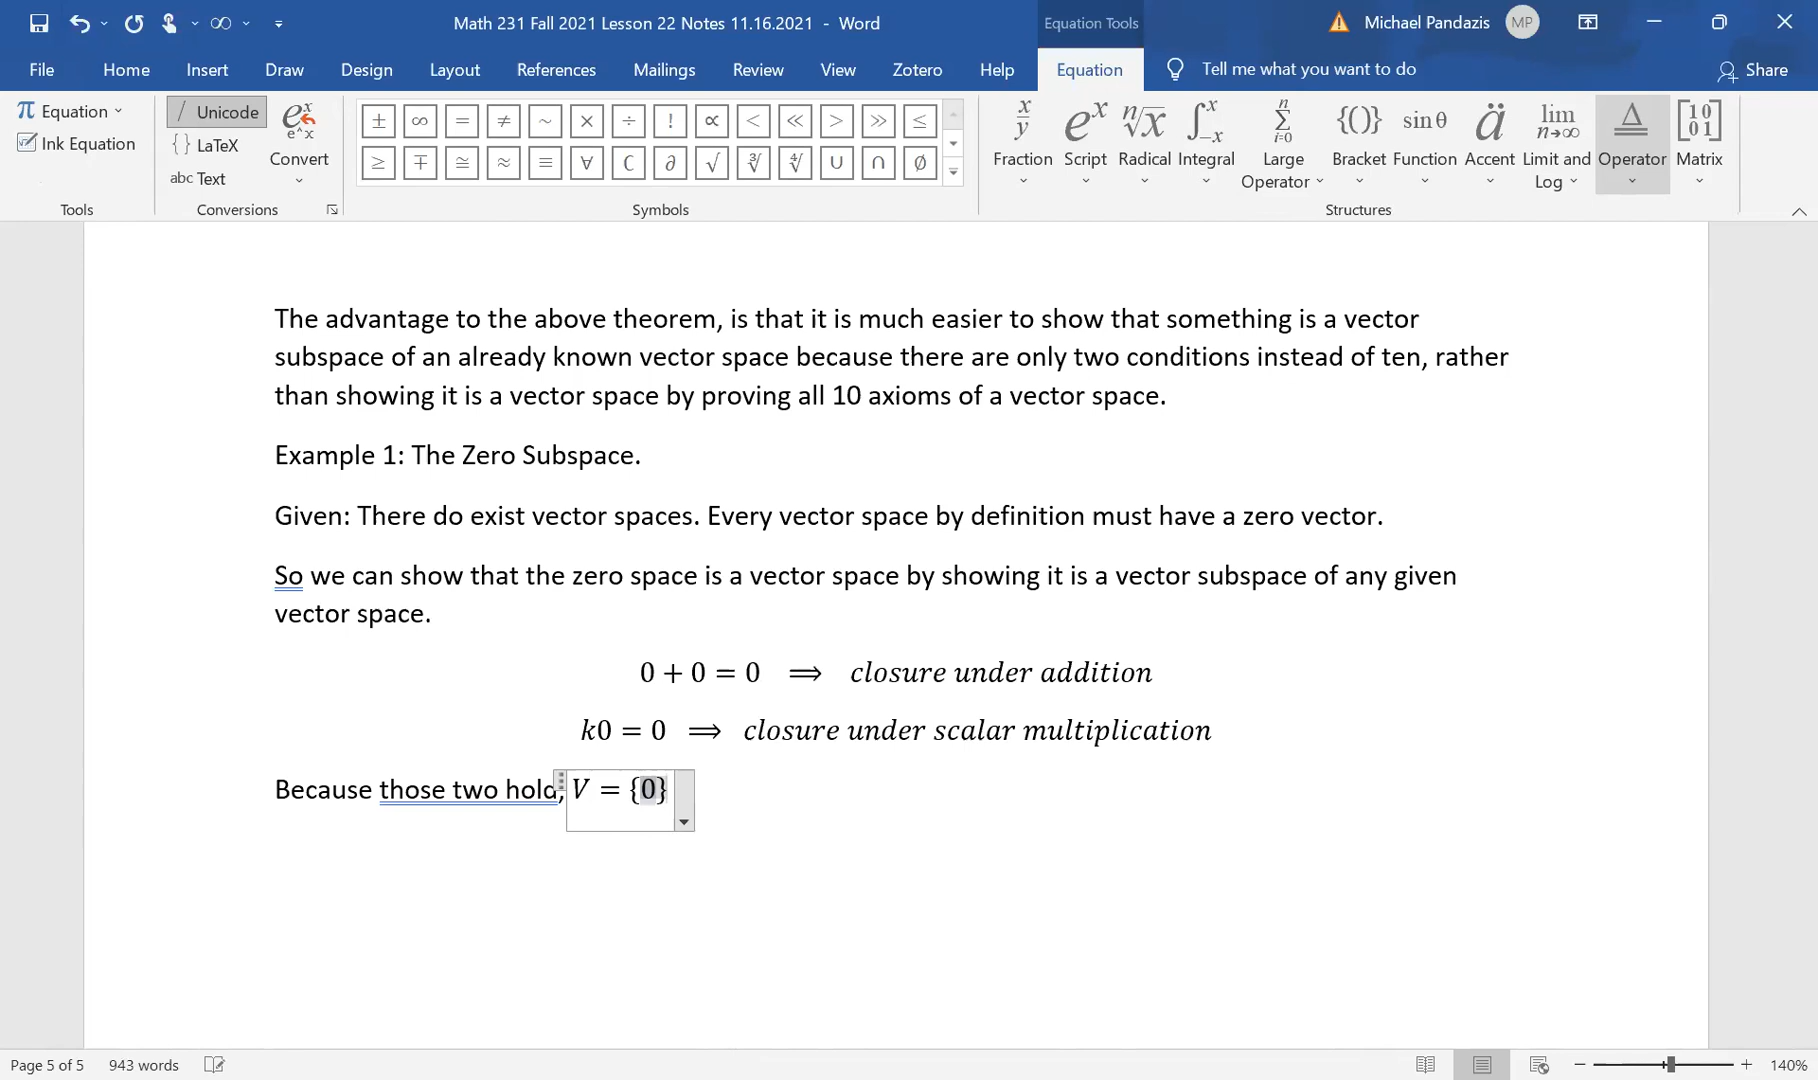 Math 231 Fall 2021 Lesson 22 Notes 11.16.2021 - Word
Equation Tools
Michael Pandazis MP
File Home Insert Draw Design Layout References Mailings Review View Zotero Help Equation Tell me what you want to do Share
π Equation
Ink Equation
Tools
/ Unicode
{} LaTeX
abc Text
e^x
Convert
Conversions
± ∞ = ≠ ~ × ÷ ! ∝ < ≪ > ≫ ≤
≥ ∓ ≅ ≈ ≡ ∀ ∁ ∂ √ ∛ ∜ ∪ ∩ ∅
Symbols
Fraction Script Radical Integral Large Operator Bracket Function Accent Limit and Log Operator Matrix
Structures
The advantage to the above theorem, is that it is much easier to show that something is a vector
subspace of an already known vector space because there are only two conditions instead of ten, rather
than showing it is a vector space by proving all 10 axioms of a vector space.
Example 1: The Zero Subspace.
Given: There do exist vector spaces. Every vector space by definition must have a zero vector.
So we can show that the zero space is a vector space by showing it is a vector subspace of any given
vector space.
0 + 0 = 0 ⟹ closure under addition
k0 = 0 ⟹ closure under scalar multiplication
Because those two hold, V = {0}
Page 5 of 5 943 words 140%